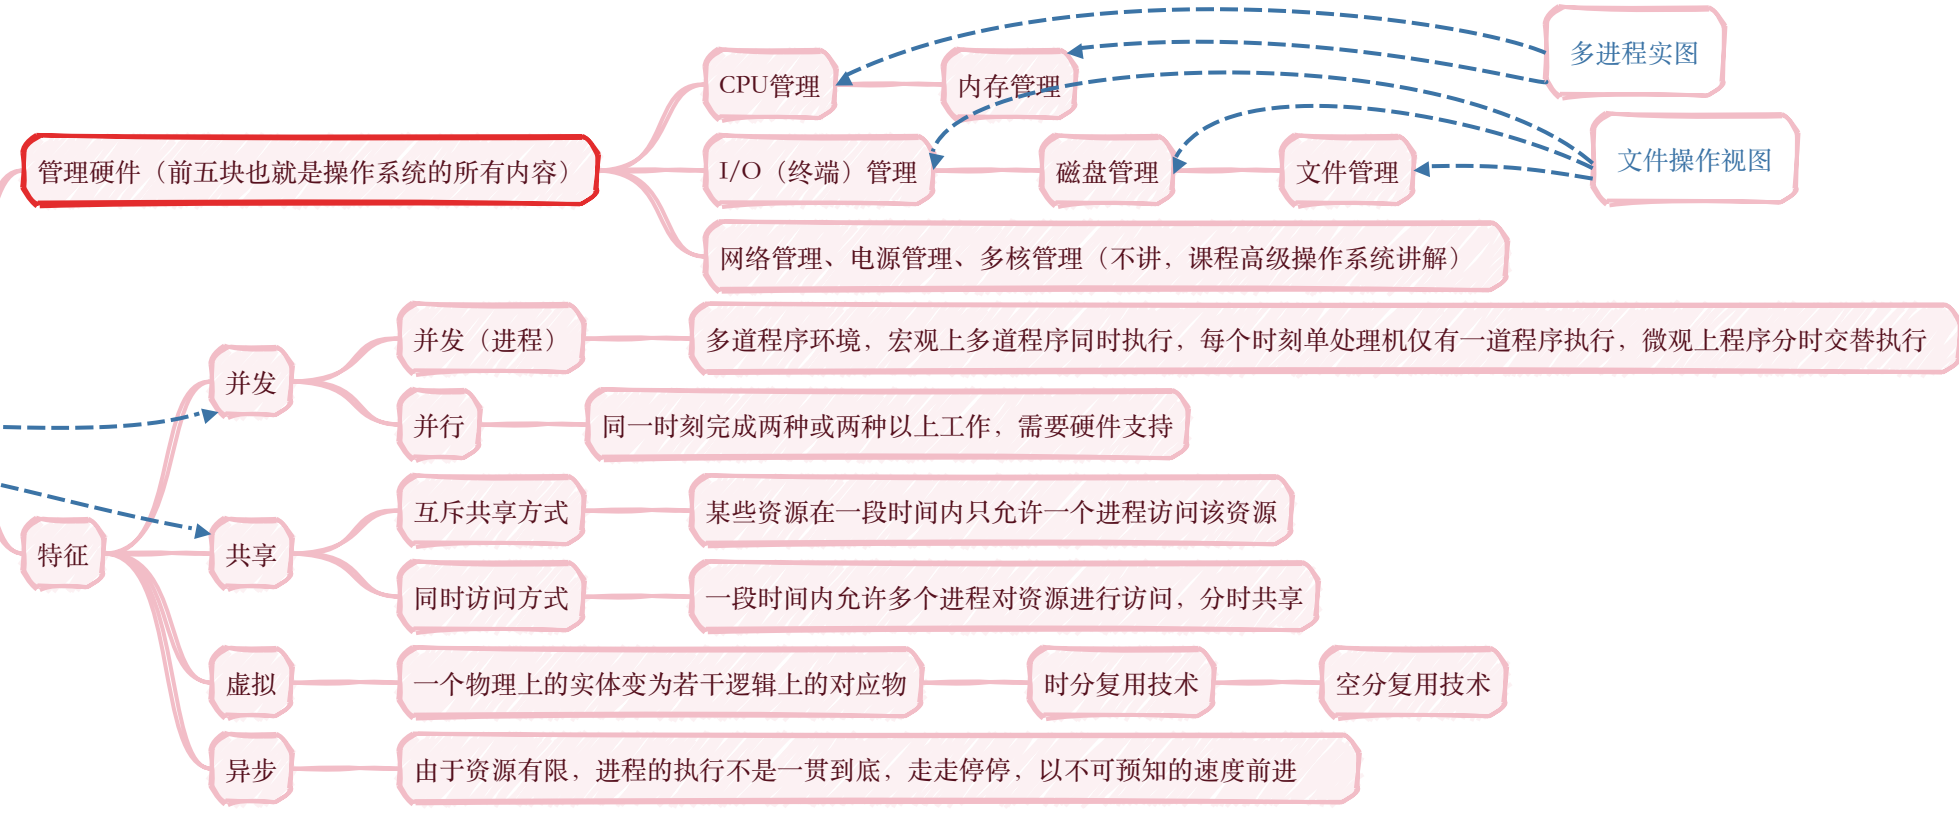 多进程实图
CPU管理
内存管理
文件操作视图
管理硬件（前五块也就是操作系统的所有内容）
I/O（终端）管理
磁盘管理
文件管理
网络管理、电源管理、多核管理（不讲，课程高级操作系统讲解）
并发
并发（进程）
多道程序环境，宏观上多道程序同时执行，每个时刻单处理机仅有一道程序执行，微观上程序分时交替执行
并行
同一时刻完成两种或两种以上工作，需要硬件支持
特征
共享
互斥共享方式
某些资源在一段时间内只允许一个进程访问该资源
同时访问方式
一段时间内允许多个进程对资源进行访问，分时共享
虚拟
一个物理上的实体变为若干逻辑上的对应物
时分复用技术
空分复用技术
异步
由于资源有限，进程的执行不是一贯到底，走走停停，以不可预知的速度前进